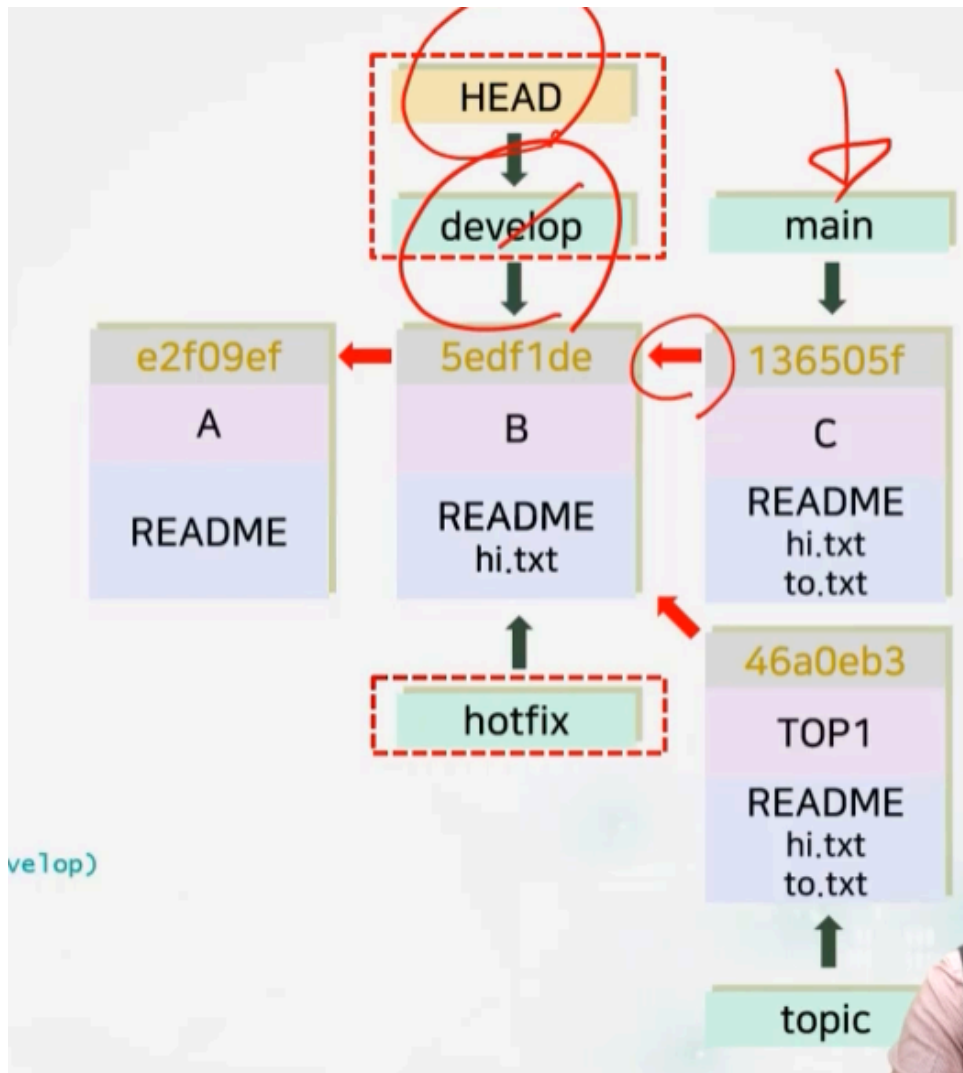 HEAD
develop
main
e2f09ef
A
README
5edf1de
B
README
hi.txt
136505f
C
README
hi.txt
to.txt
hotfix
46a0eb3
TOP1
README
hi.txt
to.txt
velop)
topic